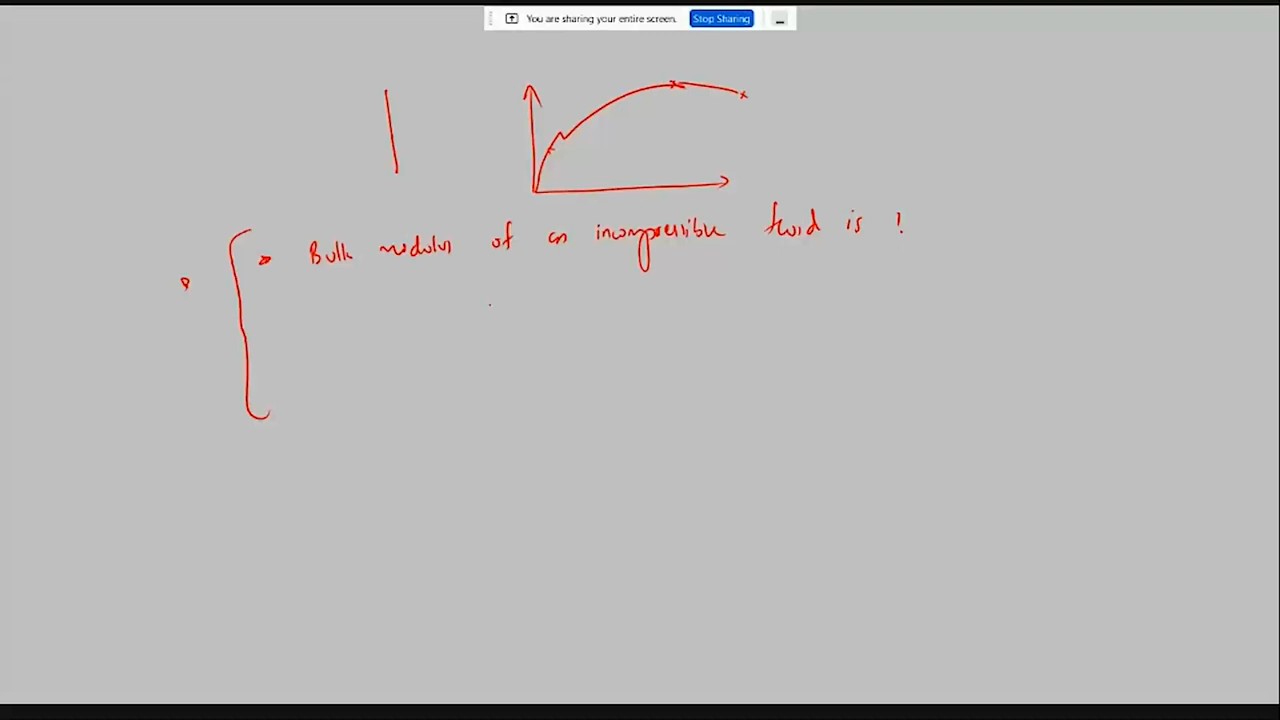 You are sharing your entire screen. Stop Sharing
Bulk modulus of an incompressible fluid is ?